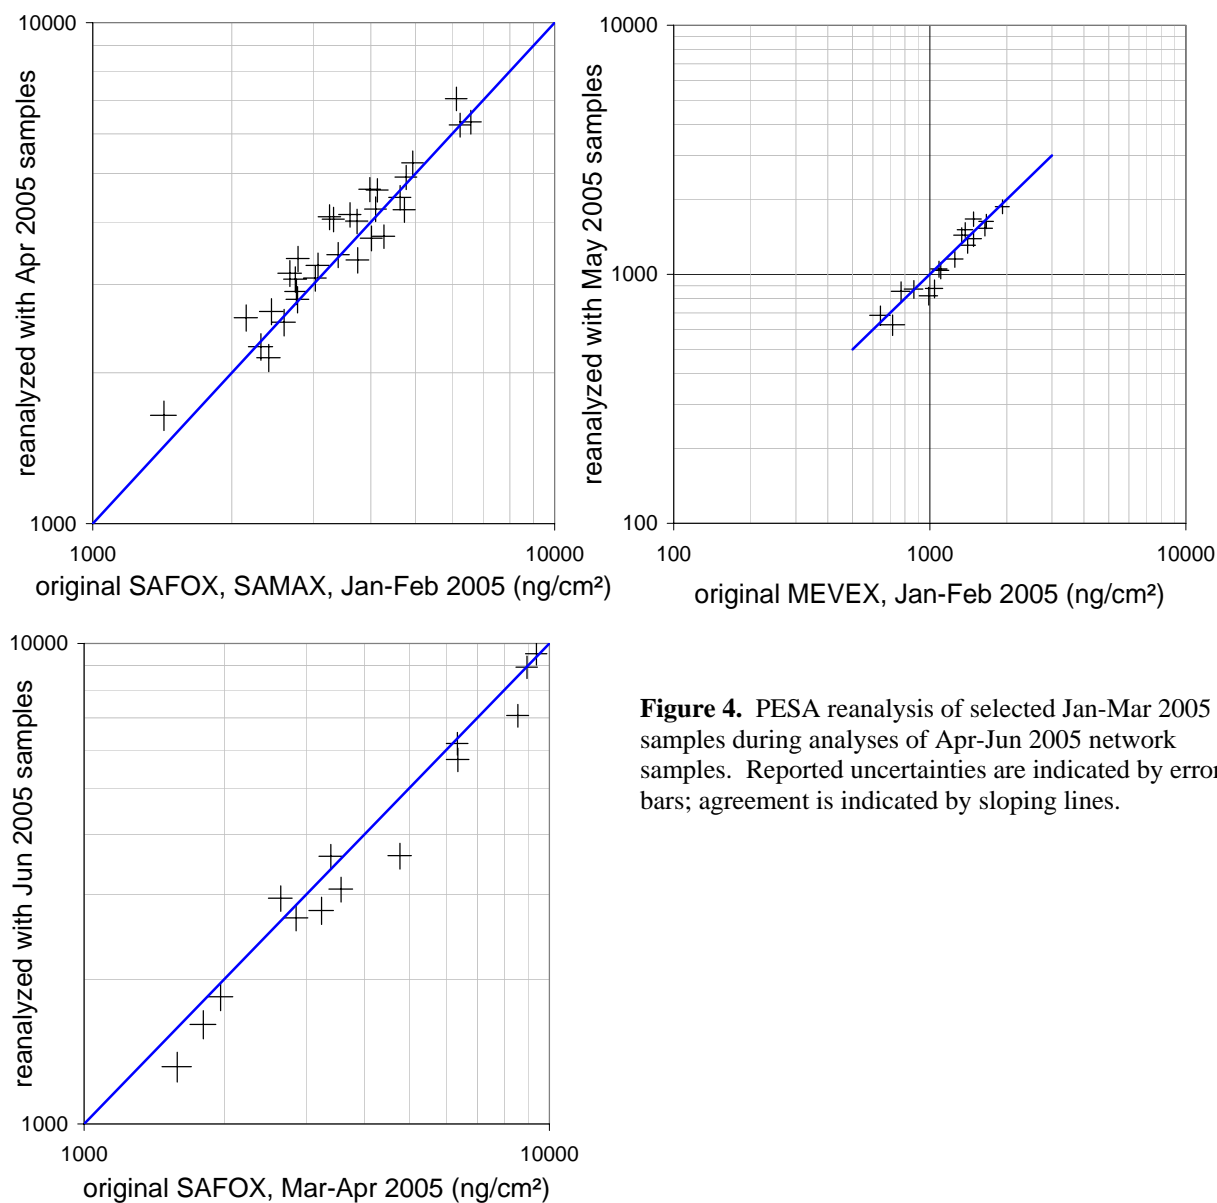 10000
1000
reanalyzed with Apr 2005 samples
1000
10000
original SAFOX, SAMAX, Jan-Feb 2005 (ng/cm²)
10000
1000
100
reanalyzed with May 2005 samples
100
1000
10000
original MEVEX, Jan-Feb 2005 (ng/cm²)
10000
1000
reanalyzed with Jun 2005 samples
1000
10000
original SAFOX, Mar-Apr 2005 (ng/cm²)
Figure 4. PESA reanalysis of selected Jan-Mar 2005
samples during analyses of Apr-Jun 2005 network
samples. Reported uncertainties are indicated by error
bars; agreement is indicated by sloping lines.